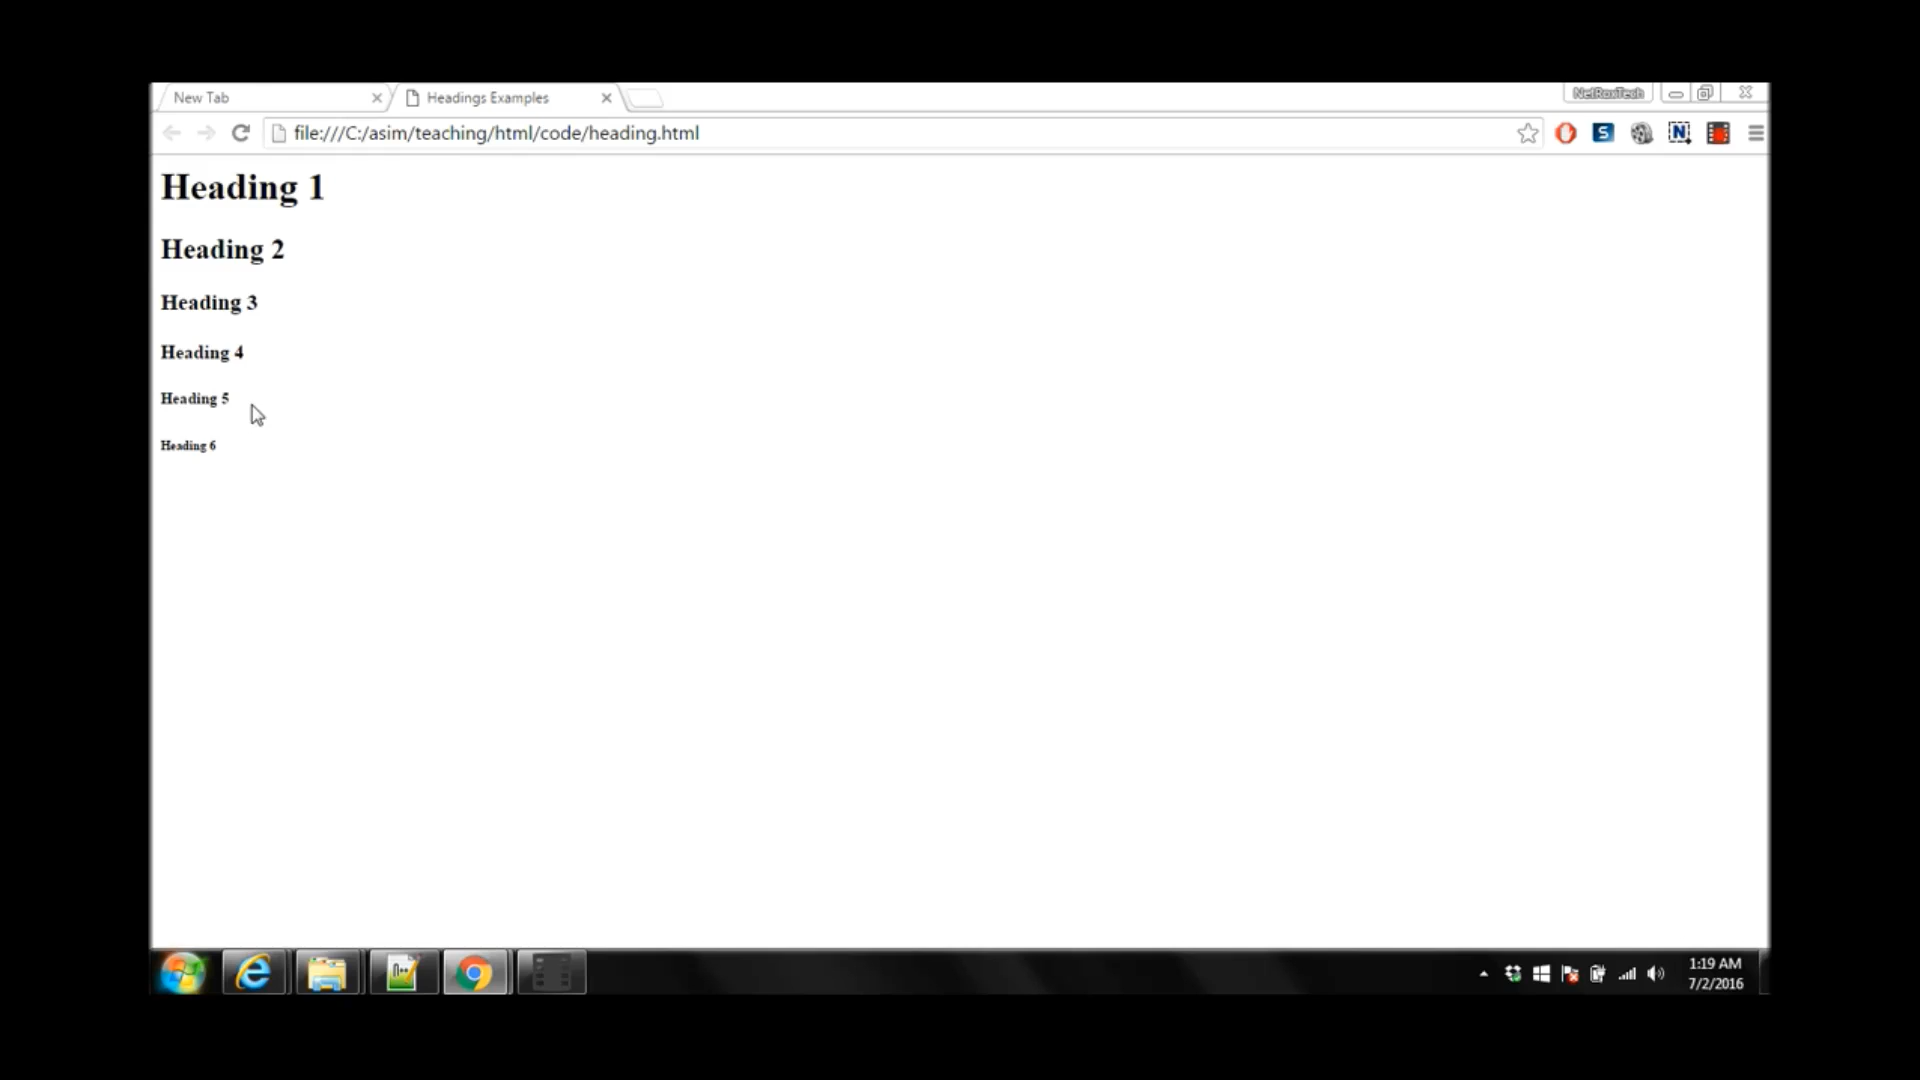 New Tab
Headings Examples
NetRoxTech
file:///C:/asim/teaching/html/code/heading.html
Heading 1
Heading 2
Heading 3
Heading 4
Heading 5
Heading 6
1:19 AM
7/2/2016